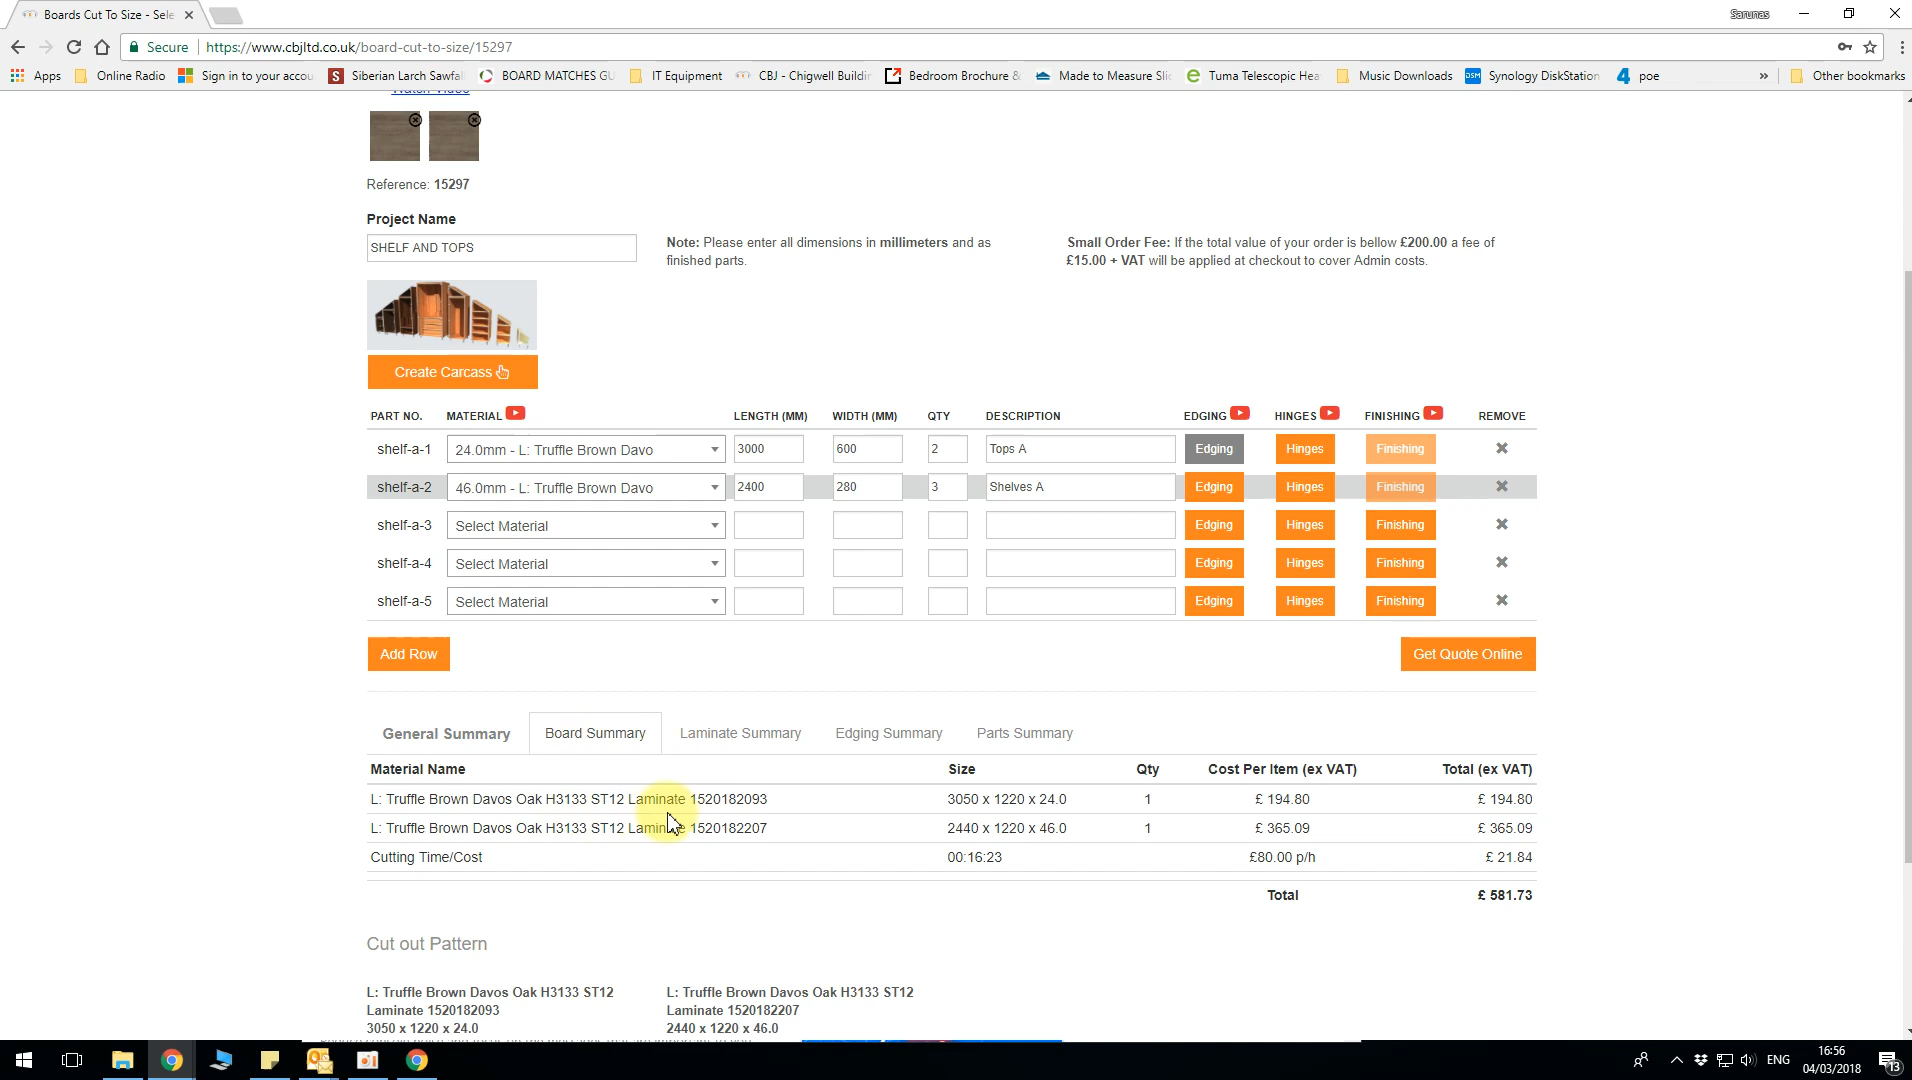 Boards Cut To Size - Sele
Sarunas
Secure https://www.cbjltd.co.uk/board-cut-to-size/15297
Apps Online Radio Sign in to your accou Siberian Larch Sawfal BOARD MATCHES GU IT Equipment CBJ - Chigwell Buildin Bedroom Brochure & Made to Measure Slid Tuma Telescopic Hea Music Downloads DSM Synology DiskStation 4 poe » Other bookmarks
Watch Video
Reference: 15297
Project Name
SHELF AND TOPS
Note: Please enter all dimensions in millimeters and as
finished parts.
Small Order Fee: If the total value of your order is bellow £200.00 a fee of
£15.00 + VAT will be applied at checkout to cover Admin costs.
Create Carcass
PART NO. MATERIAL LENGTH (MM) WIDTH (MM) QTY DESCRIPTION EDGING HINGES FINISHING REMOVE
shelf-a-1 24.0mm - L: Truffle Brown Davo 3000 600 2 Tops A Edging Hinges Finishing
shelf-a-2 46.0mm - L: Truffle Brown Davo 2400 280 3 Shelves A Edging Hinges Finishing
shelf-a-3 Select Material Edging Hinges Finishing
shelf-a-4 Select Material Edging Hinges Finishing
shelf-a-5 Select Material Edging Hinges Finishing
Add Row Get Quote Online
General Summary Board Summary Laminate Summary Edging Summary Parts Summary
Material Name Size Qty Cost Per Item (ex VAT) Total (ex VAT)
L: Truffle Brown Davos Oak H3133 ST12 Laminate 1520182093 3050 x 1220 x 24.0 1 £ 194.80 £ 194.80
L: Truffle Brown Davos Oak H3133 ST12 Laminate 1520182207 2440 x 1220 x 46.0 1 £ 365.09 £ 365.09
Cutting Time/Cost 00:16:23 £80.00 p/h £ 21.84
Total £ 581.73
Cut out Pattern
L: Truffle Brown Davos Oak H3133 ST12
Laminate 1520182093
3050 x 1220 x 24.0
L: Truffle Brown Davos Oak H3133 ST12
Laminate 1520182207
2440 x 1220 x 46.0
ENG
16:56
04/03/2018
13